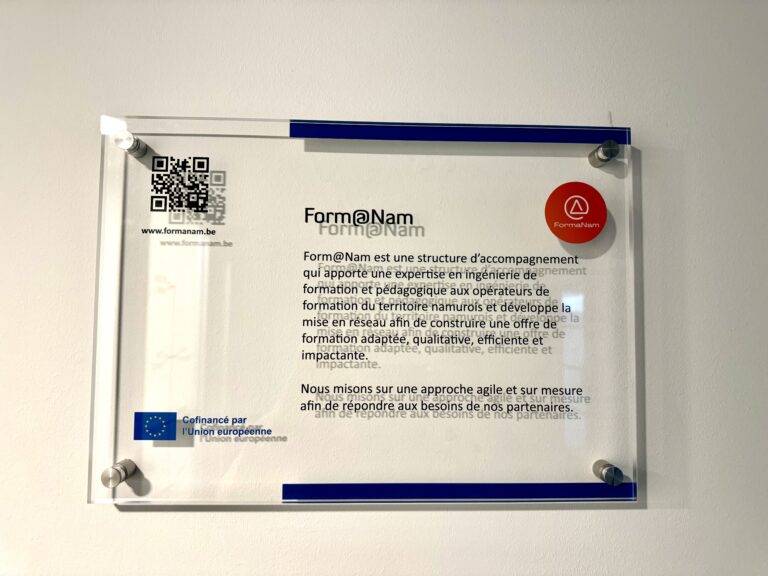 www.formanam.be
Form@Nam
FormaNam
Form@Nam est une structure d'accompagnement
qui apporte une expertise en ingénierie de
formation et pédagogique aux opérateurs de
formation du territoire namurois et développe la
mise en réseau afin de construire une offre de
formation adaptée, qualitative, efficiente et
impactante.
Nous misons sur une approche agile et sur mesure
afin de répondre aux besoins de nos partenaires.
Cofinancé par
l'Union européenne